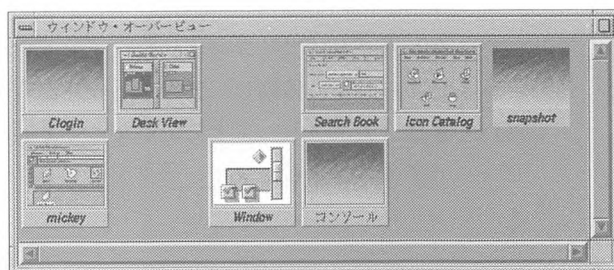 ウィンドウ・オーバービュー
Clogin
Desk View
Search Book
Icon Catalog
snapshot
mickey
Window
コンソール